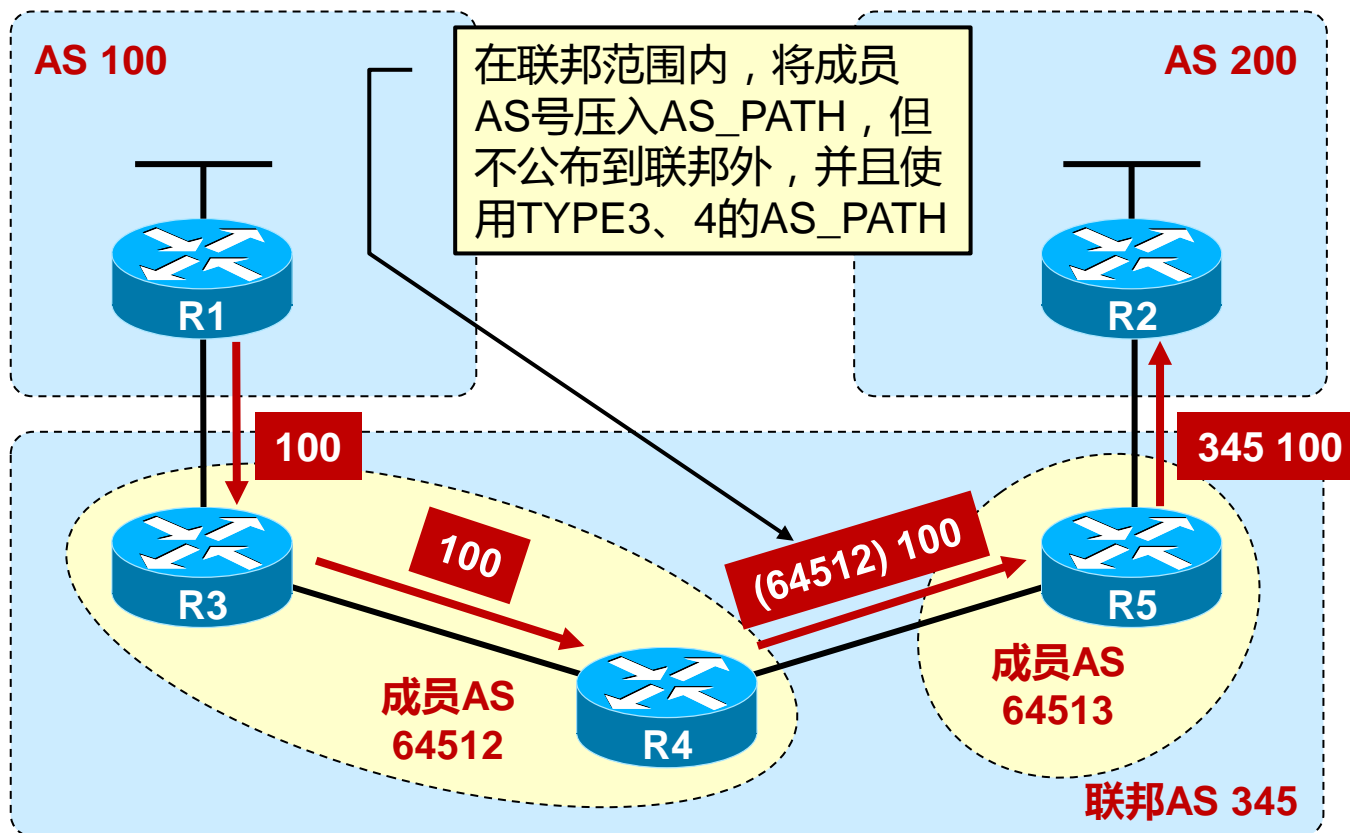 AS 100
在联邦范围内，将成员
AS号压入AS_PATH，但
不公布到联邦外，并且使
用TYPE3、4的AS_PATH
AS 200
R1
R2
100
345 100
100
(64512) 100
R3
R5
成员AS
64512
R4
成员AS
64513
联邦AS 345